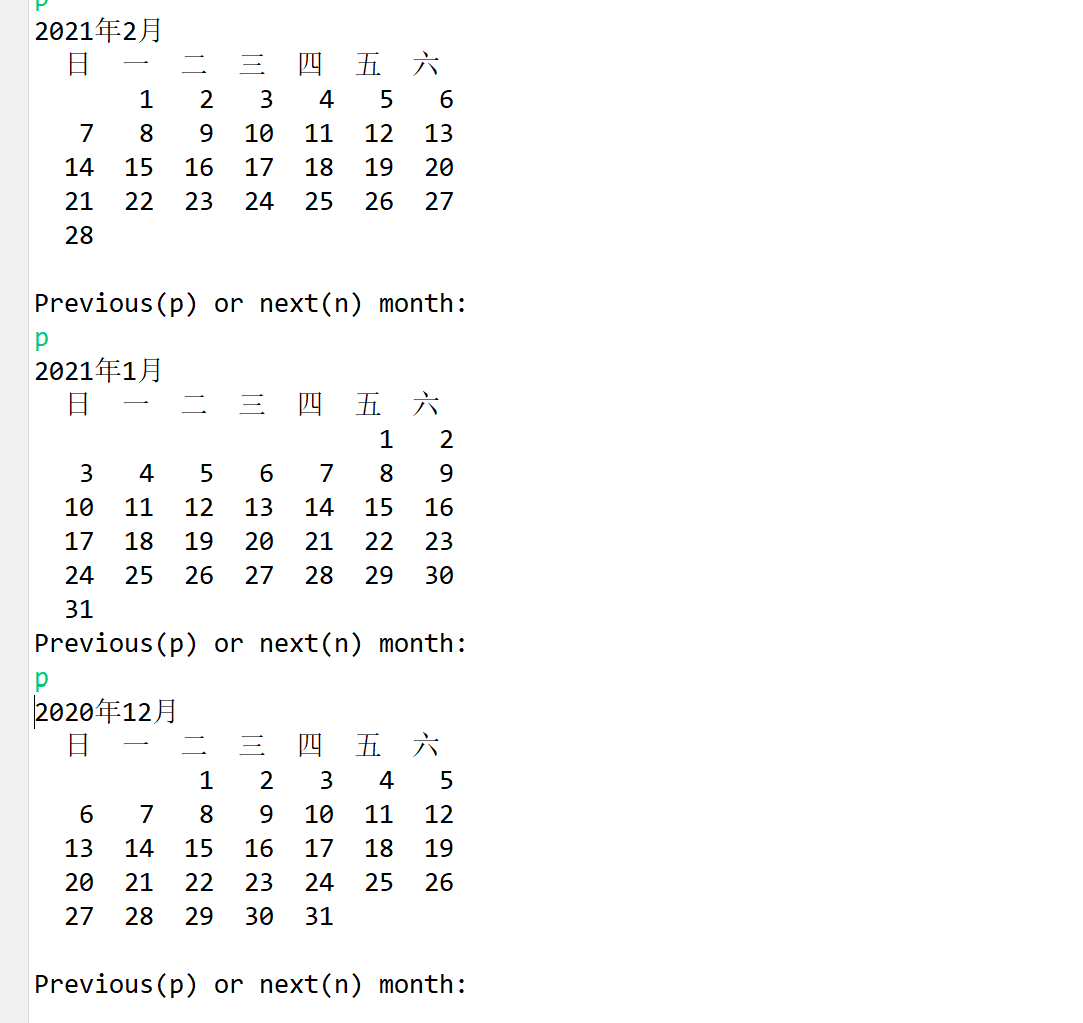 p
2021年2月
日 一 二 三 四 五 六
1 2 3 4 5 6
7 8 9 10 11 12 13
14 15 16 17 18 19 20
21 22 23 24 25 26 27
28
Previous(p) or next(n) month:
p
2021年1月
日 一 二 三 四 五 六
1 2
3 4 5 6 7 8 9
10 11 12 13 14 15 16
17 18 19 20 21 22 23
24 25 26 27 28 29 30
31
Previous(p) or next(n) month:
p
2020年12月
日 一 二 三 四 五 六
1 2 3 4 5
6 7 8 9 10 11 12
13 14 15 16 17 18 19
20 21 22 23 24 25 26
27 28 29 30 31
Previous(p) or next(n) month: